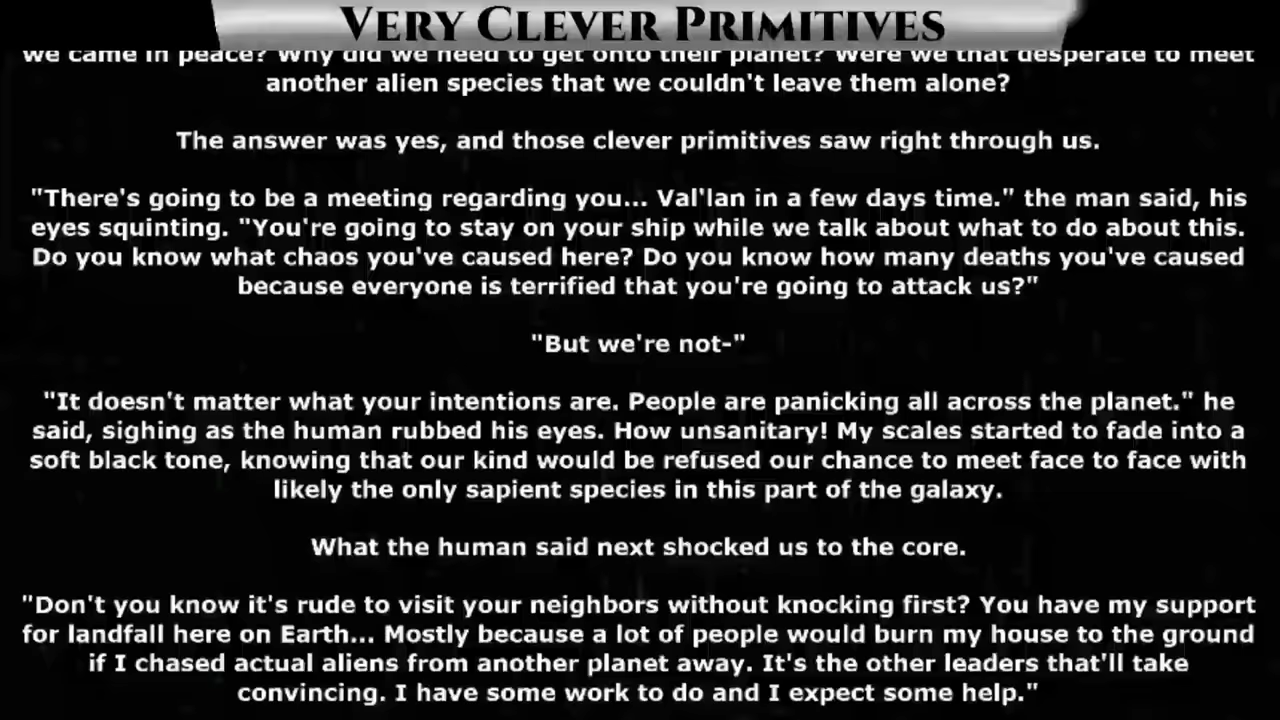 VERY CLEVER PRIMITIVES
we came in peace? Why did we need to get onto their planet? Were we that desperate to meet
another alien species that we couldn't leave them alone?
The answer was yes, and those clever primitives saw right through us.
"There's going to be a meeting regarding you... Val'lan in a few days time." the man said, his
eyes squinting. "You're going to stay on your ship while we talk about what to do about this.
Do you know what chaos you've caused here? Do you know how many deaths you've caused
because everyone is terrified that you're going to attack us?"
"But we're not-"
"It doesn't matter what your intentions are. People are panicking all across the planet." he
said, sighing as the human rubbed his eyes. How unsanitary! My scales started to fade into a
soft black tone, knowing that our kind would be refused our chance to meet face to face with
likely the only sapient species in this part of the galaxy.
What the human said next shocked us to the core.
"Don't you know it's rude to visit your neighbors without knocking first? You have my support
for landfall here on Earth... Mostly because a lot of people would burn my house to the ground
if I chased actual aliens from another planet away. It's the other leaders that'll take
convincing. I have some work to do and I expect some help."